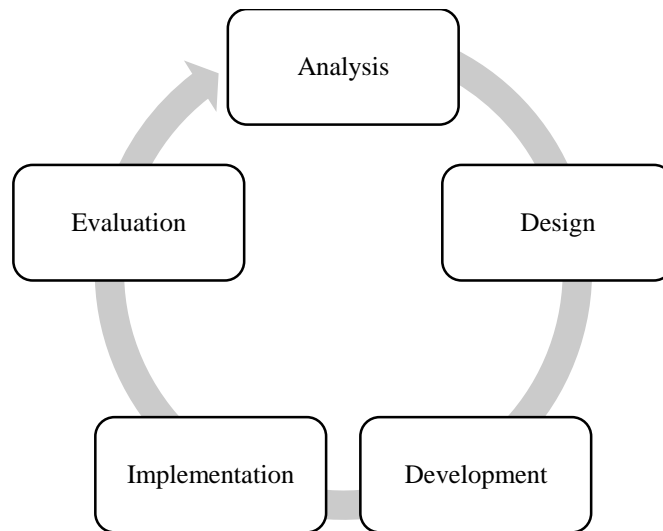 Analysis
Design
Development
Implementation
Evaluation